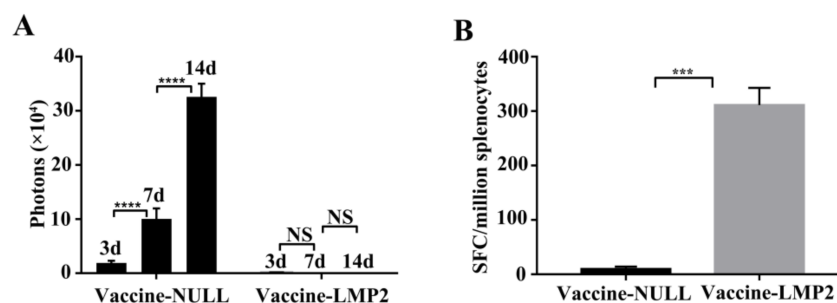 A
Photons (×10⁴)
40
30
20
10
0
3d
****
7d
****
14d
NS
NS
3d 7d 14d
Vaccine-NULL Vaccine-LMP2
B
SFC/million splenocytes
400
300
200
100
0
***
Vaccine-NULL Vaccine-LMP2